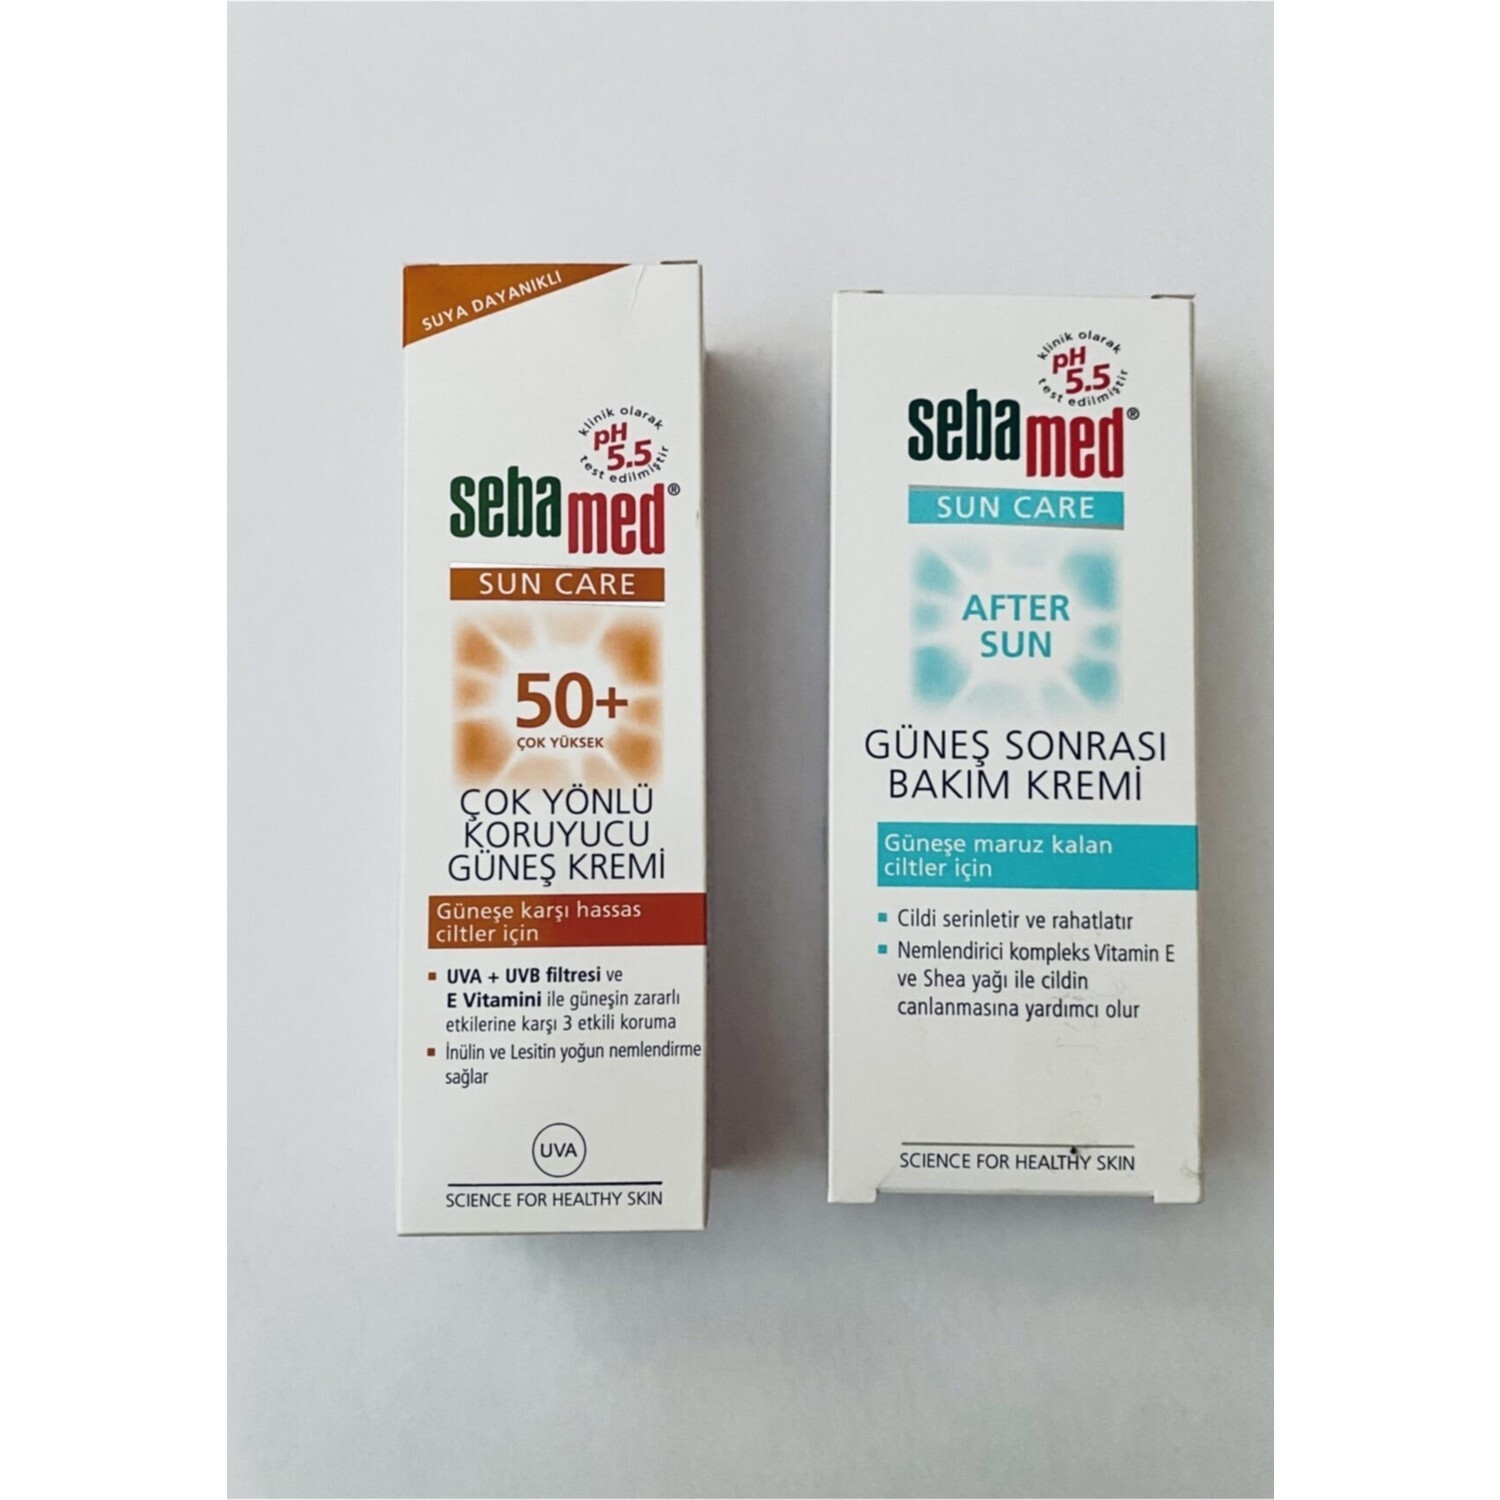 SUYA DAYANIKLI
klinik olarak
pH
5.5
test edilmiştir
sebamed®
SUN CARE
50+
ÇOK YÜKSEK
ÇOK YÖNLÜ
KORUYUCU
GÜNEŞ KREMİ
Güneşe karşı hassas
ciltler için
UVA + UVB filtresi ve
E Vitamini ile güneşin zararlı
etkilerine karşı 3 etkili koruma
İnülin ve Lesitin yoğun nemlendirme
sağlar
UVA
SCIENCE FOR HEALTHY SKIN
klinik olarak
pH
5.5
test edilmiştir
sebamed®
SUN CARE
AFTER
SUN
GÜNEŞ SONRASI
BAKIM KREMİ
Güneşe maruz kalan
ciltler için
Cildi serinletir ve rahatlatır
Nemlendirici kompleks Vitamin E
ve Shea yağı ile cildin
canlanmasına yardımcı olur
SCIENCE FOR HEALTHY SKIN